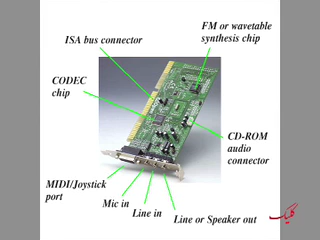 FM or wavetable
synthesis chip
ISA bus connector
CODEC
chip
CD-ROM
audio
connector
MIDI/Joystick
port
Mic in
Line in
Line or Speaker out
کلیک